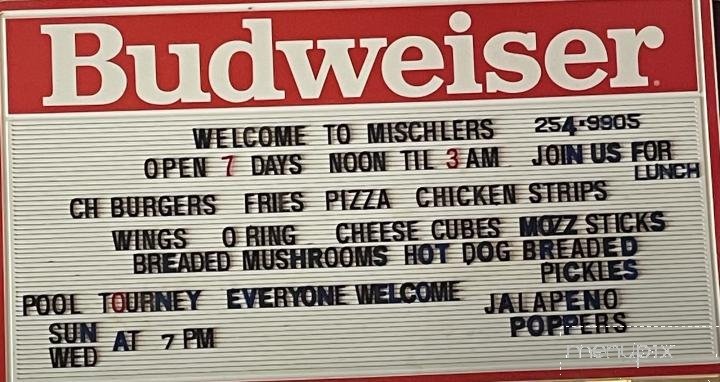 Budweiser
WELCOME TO MISCHLERS 254-9905
OPEN 7 DAYS NOON TIL 3 AM JOIN US FOR
LUNCH
CH BURGERS FRIES PIZZA CHICKEN STRIPS
WINGS O RING CHEESE CUBES MOZZ STICKS
BREADED MUSHROOMS HOT DOG BREADED
PICKLES
POOL TOURNEY EVERYONE WELCOME JALAPENO
POPPERS
SUN AT 7 PM
WED
menupix